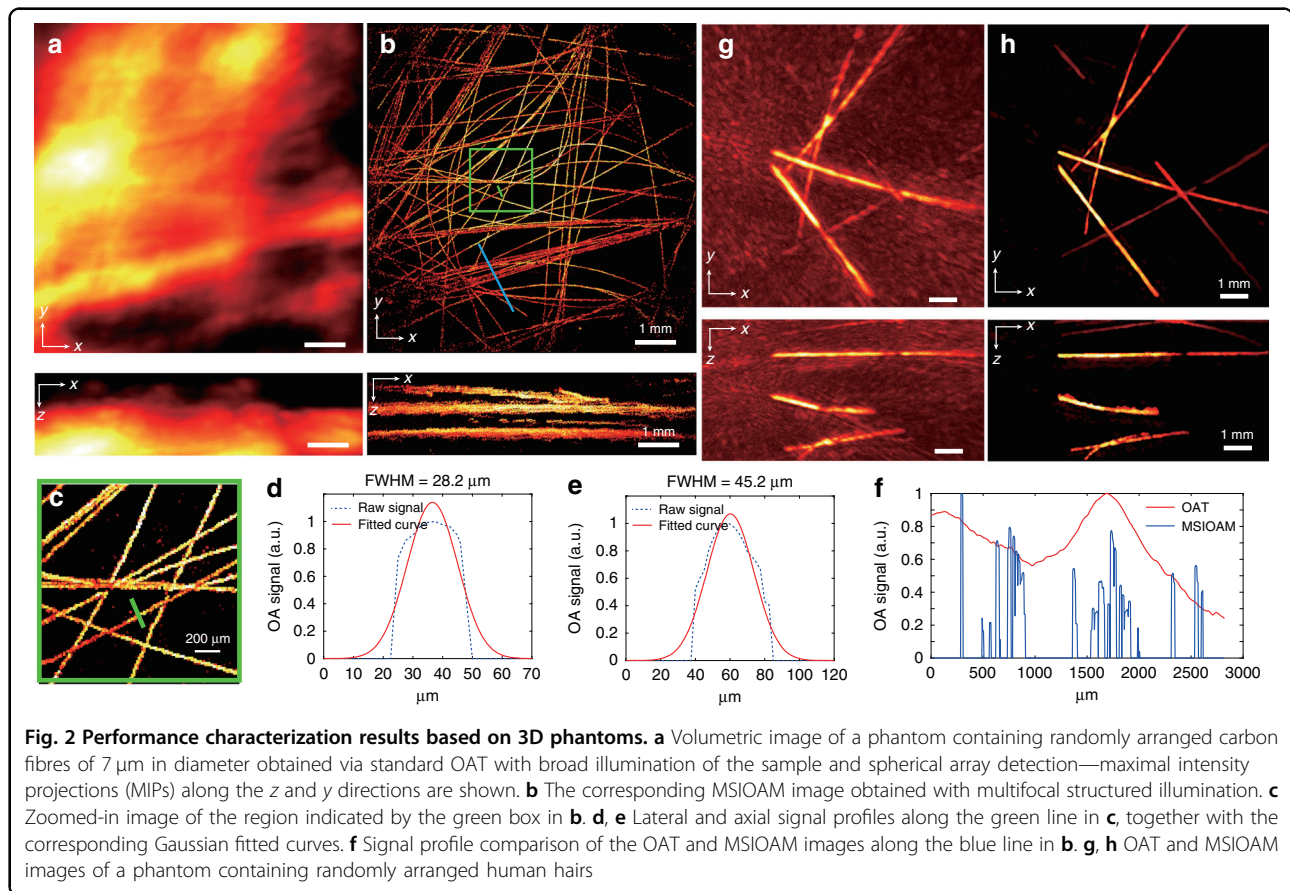 a
b
g
h
y
x
y
x
1 mm
y
x
y
x
1 mm
x
z
x
z
1 mm
z
x
z
x
1 mm
c
200 μm
d
FWHM = 28.2 μm
Raw signal
Fitted curve
OA signal (a.u.)
1
0.8
0.6
0.4
0.2
0
0 10 20 30 40 50 60 70
μm
e
FWHM = 45.2 μm
Raw signal
Fitted curve
OA signal (a.u.)
1
0.8
0.6
0.4
0.2
0
0 20 40 60 80 100 120
μm
f
OAT
MSIOAM
OA signal (a.u.)
1
0.8
0.6
0.4
0.2
0
0 500 1000 1500 2000 2500 3000
μm
Fig. 2 Performance characterization results based on 3D phantoms. a Volumetric image of a phantom containing randomly arranged carbon
fibres of 7 μm in diameter obtained via standard OAT with broad illumination of the sample and spherical array detection—maximal intensity
projections (MIPs) along the z and y directions are shown. b The corresponding MSIOAM image obtained with multifocal structured illumination. c
Zoomed-in image of the region indicated by the green box in b. d, e Lateral and axial signal profiles along the green line in c, together with the
corresponding Gaussian fitted curves. f Signal profile comparison of the OAT and MSIOAM images along the blue line in b. g, h OAT and MSIOAM
images of a phantom containing randomly arranged human hairs